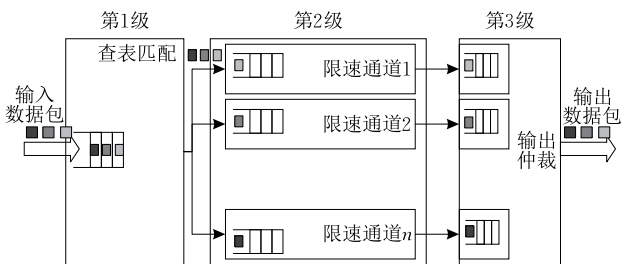 第1级
第2级
第3级
查表匹配
输入
数据包
限速通道1
限速通道2
限速通道n
输出
仲裁
输出
数据包